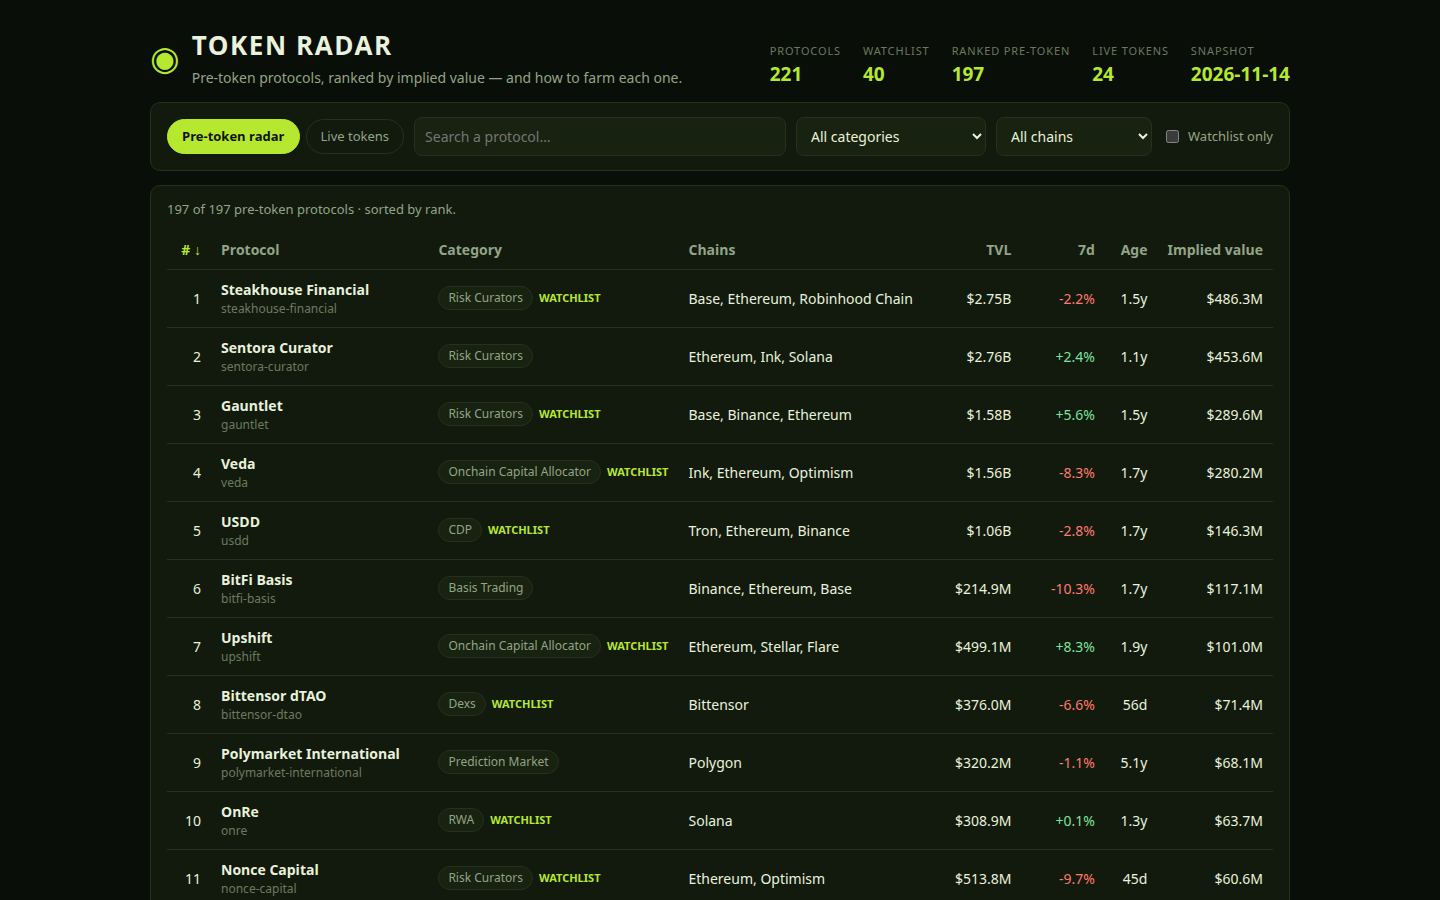 TOKEN RADAR
Pre-token protocols, ranked by implied value — and how to farm each one.
PROTOCOLS WATCHLIST RANKED PRE-TOKEN LIVE TOKENS SNAPSHOT
221 40 197 24 2026-11-14
Pre-token radar Live tokens Search a protocol... All categories All chains Watchlist only
197 of 197 pre-token protocols · sorted by rank.
# ↓ Protocol Category Chains TVL 7d Age Implied value
1 Steakhouse Financial Risk Curators WATCHLIST Base, Ethereum, Robinhood Chain $2.75B -2.2% 1.5y $486.3M
steakhouse-financial
2 Sentora Curator Risk Curators Ethereum, Ink, Solana $2.76B +2.4% 1.1y $453.6M
sentora-curator
3 Gauntlet Risk Curators WATCHLIST Base, Binance, Ethereum $1.58B +5.6% 1.5y $289.6M
gauntlet
4 Veda Onchain Capital Allocator WATCHLIST Ink, Ethereum, Optimism $1.56B -8.3% 1.7y $280.2M
veda
5 USDD CDP WATCHLIST Tron, Ethereum, Binance $1.06B -2.8% 1.7y $146.3M
usdd
6 BitFi Basis Basis Trading Binance, Ethereum, Base $214.9M -10.3% 1.7y $117.1M
bitfi-basis
7 Upshift Onchain Capital Allocator WATCHLIST Ethereum, Stellar, Flare $499.1M +8.3% 1.9y $101.0M
upshift
8 Bittensor dTAO Dexs WATCHLIST Bittensor $376.0M -6.6% 56d $71.4M
bittensor-dtao
9 Polymarket International Prediction Market Polygon $320.2M -1.1% 5.1y $68.1M
polymarket-international
10 OnRe RWA WATCHLIST Solana $308.9M +0.1% 1.3y $63.7M
onre
11 Nonce Capital Risk Curators WATCHLIST Ethereum, Optimism $513.8M -9.7% 45d $60.6M
nonce-capital